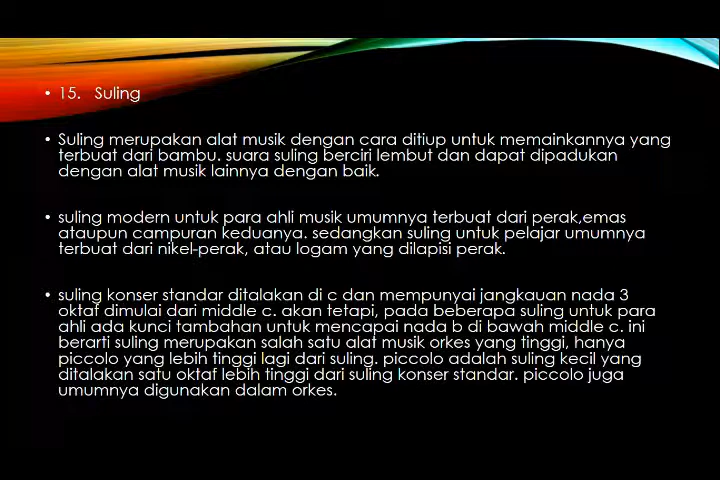 • 15. Suling
• Suling merupakan alat musik dengan cara ditiup untuk memainkannya yang
terbuat dari bambu. suara suling berciri lembut dan dapat dipadukan
dengan alat musik lainnya dengan baik.
• suling modern untuk para ahli musik umumnya terbuat dari perak,emas
ataupun campuran keduanya. sedangkan suling untuk pelajar umumnya
terbuat dari nikel-perak, atau logam yang dilapisi perak.
• suling konser standar ditalakan di c dan mempunyai jangkauan nada 3
oktaf dimulai dari middle c. akan tetapi, pada beberapa suling untuk para
ahli ada kunci tambahan untuk mencapai nada b di bawah middle c. ini
berarti suling merupakan salah satu alat musik orkes yang tinggi, hanya
piccolo yang lebih tinggi lagi dari suling. piccolo adalah suling kecil yang
ditalakan satu oktaf lebih tinggi dari suling konser standar. piccolo juga
umumnya digunakan dalam orkes.